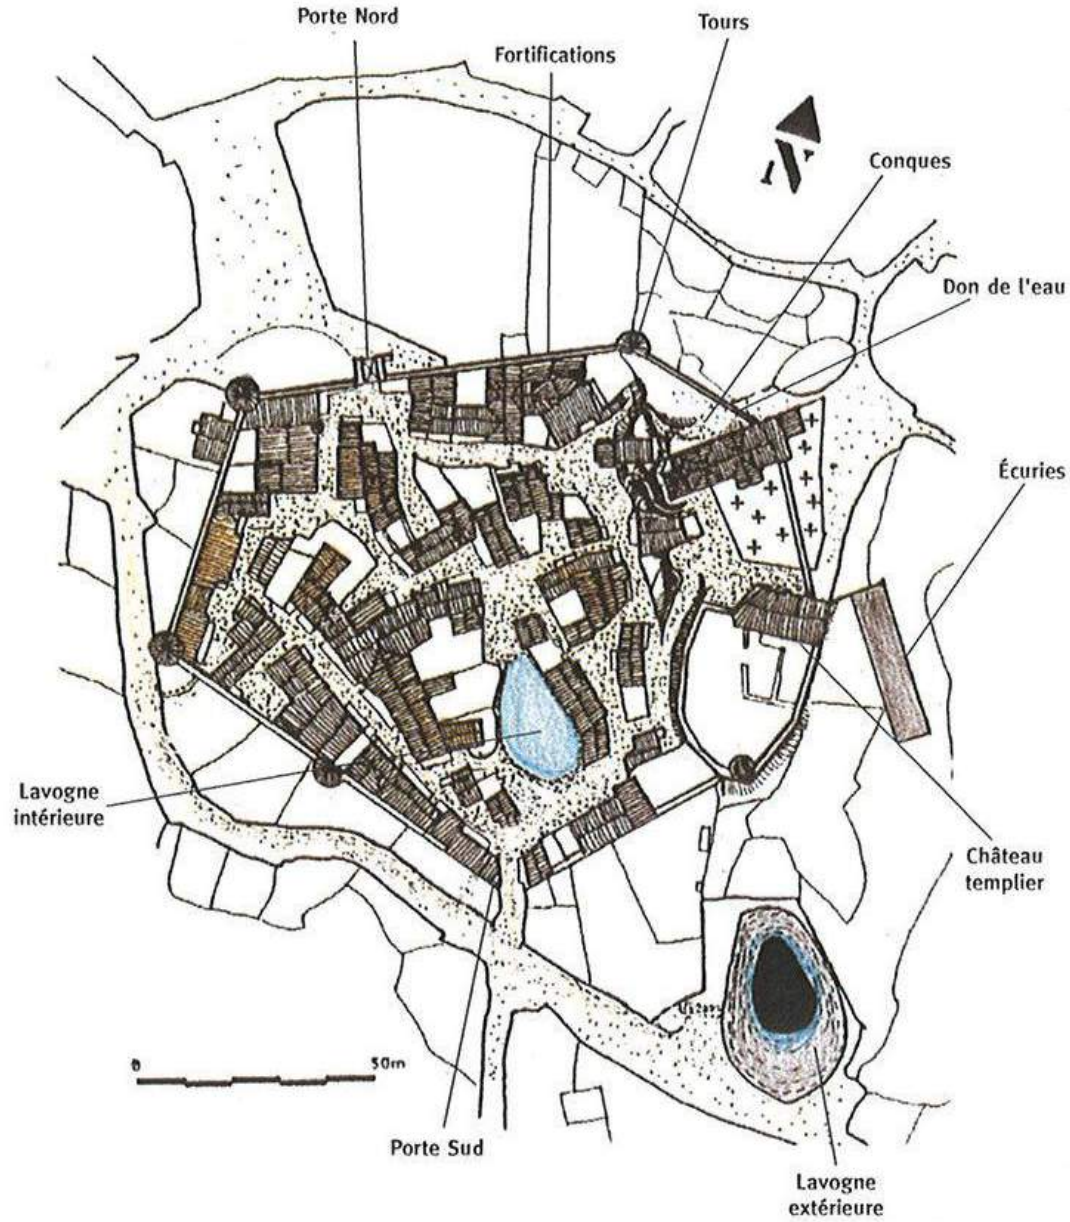 Porte Nord
Tours
Fortifications
Conques
Don de l'eau
Écuries
Lavogne
intérieure
Château
templier
0 50m
Porte Sud
Lavogne
extérieure